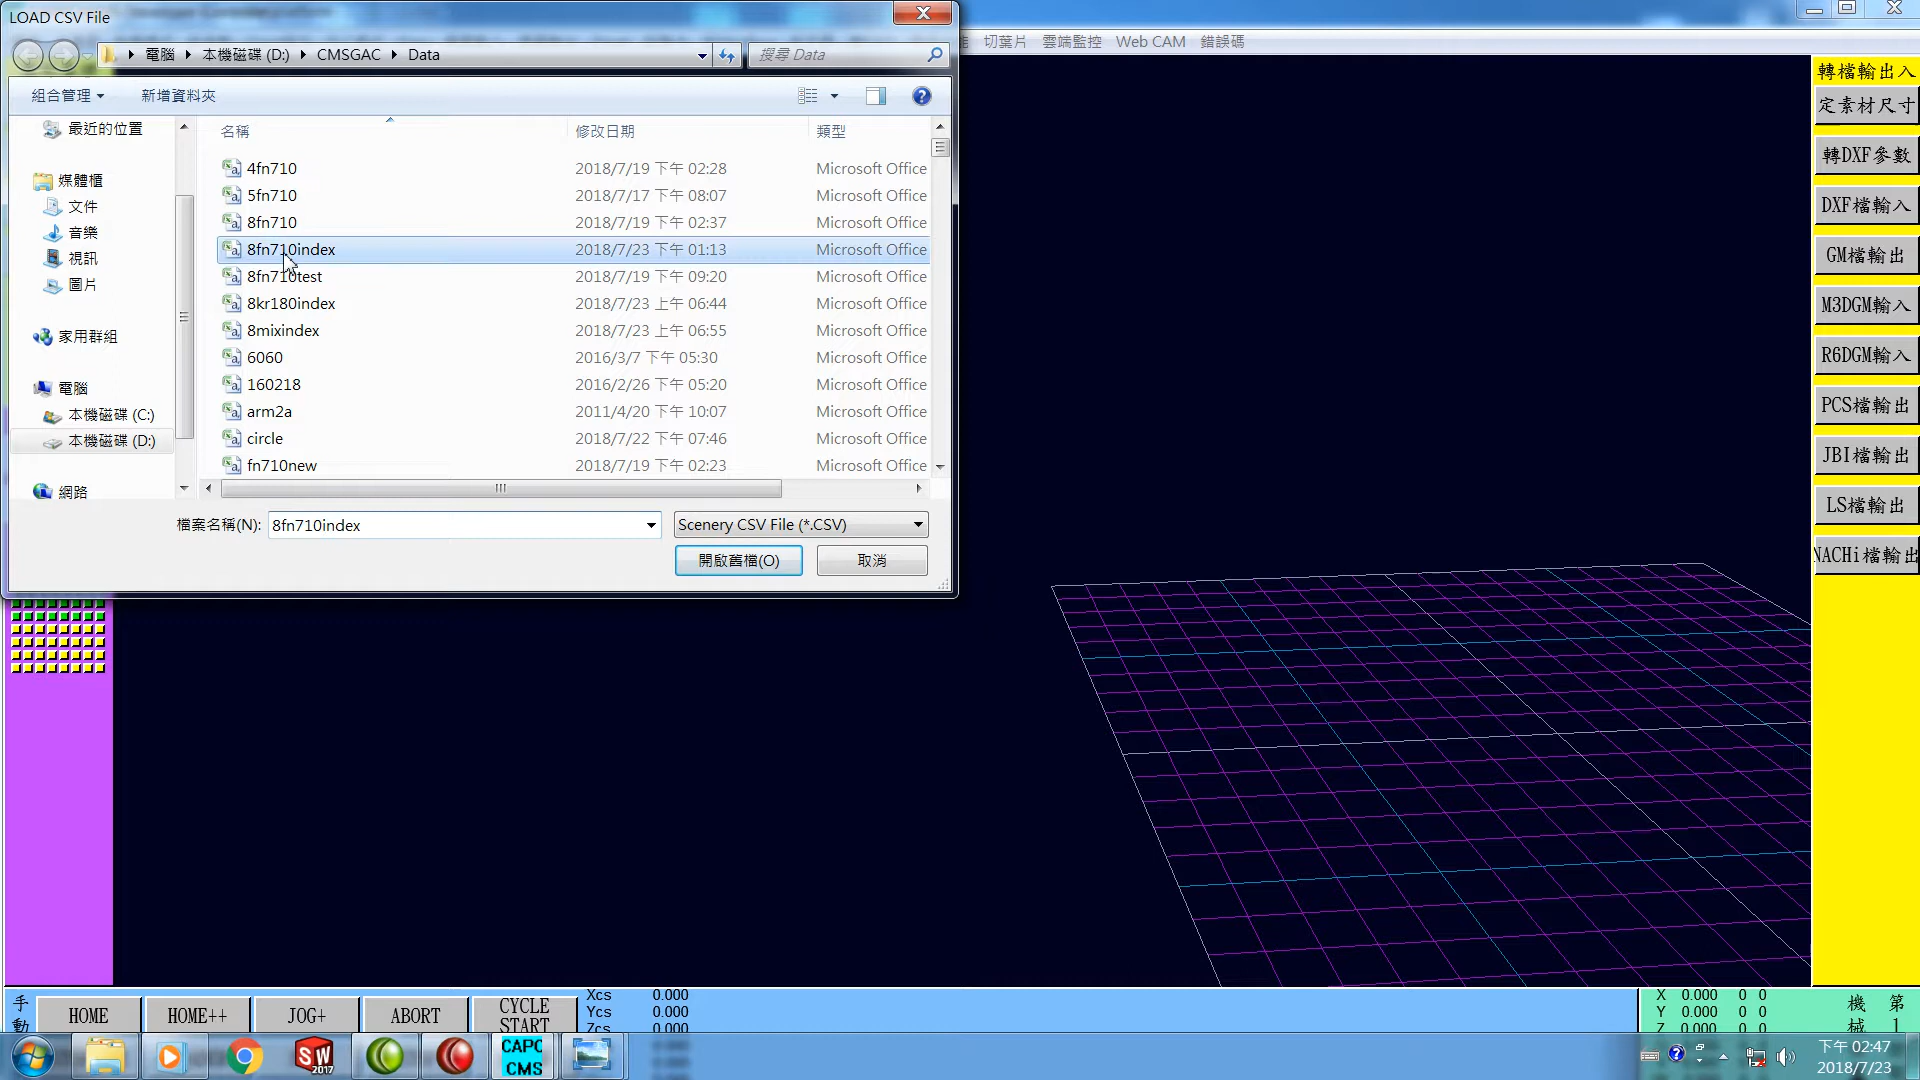 LOAD CSV File
電腦 本機磁碟 (D:) CMSGAC Data
搜尋 Data
切葉片 雲端監控 Web CAM 錯誤碼
組合管理 新增資料夾
名稱 修改日期 類型
最近的位置
媒體櫃
文件
音樂
視訊
圖片
家用群組
電腦
本機磁碟 (C:)
本機磁碟 (D:)
網路
4fn710 2018/7/19 下午 02:28 Microsoft Office
5fn710 2018/7/17 下午 08:07 Microsoft Office
8fn710 2018/7/19 下午 02:37 Microsoft Office
8fn710index 2018/7/23 下午 01:13 Microsoft Office
8fn710test 2018/7/19 下午 09:20 Microsoft Office
8kr180index 2018/7/23 上午 06:44 Microsoft Office
8mixindex 2018/7/23 上午 06:55 Microsoft Office
6060 2016/3/7 下午 05:30 Microsoft Office
160218 2016/2/26 下午 05:20 Microsoft Office
arm2a 2011/4/20 下午 10:07 Microsoft Office
circle 2018/7/22 下午 07:46 Microsoft Office
fn710new 2018/7/19 下午 02:23 Microsoft Office
檔案名稱(N): 8fn710index
Scenery CSV File (*.CSV)
開啟舊檔(O) 取消
轉檔輸出入
定素材尺寸
轉DXF參數
DXF檔輸入
GM檔輸出
M3DGM輸入
R6DGM輸入
PCS檔輸出
JBI檔輸出
LS檔輸出
NACHi檔輸出
手動
HOME
HOME++
JOG+
ABORT
CYCLE START
Xcs 0.000
Ycs 0.000
Zcs 0.000
X 0.000 0 0
Y 0.000 0 0
Z 0.000 0 0
機械
第1
SW 2017
CAPC CMS
下午 02:47
2018/7/23